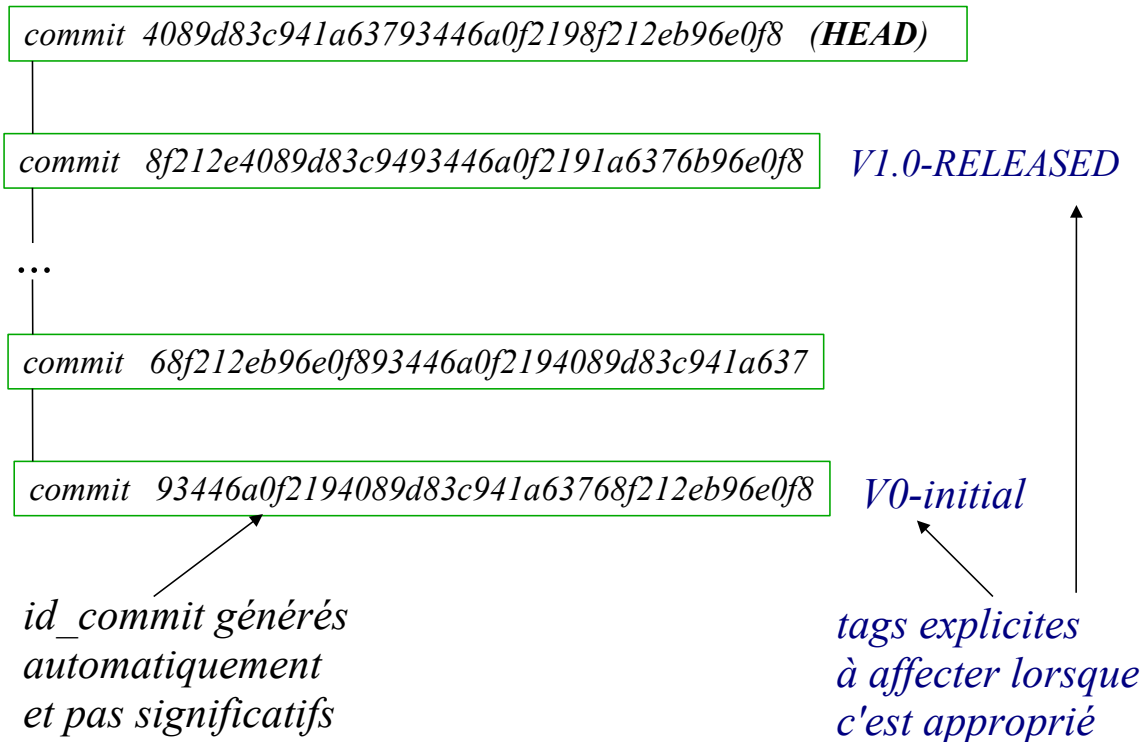 commit 4089d83c941a63793446a0f2198f212eb96e0f8 (HEAD)
commit 8f212e4089d83c9493446a0f2191a6376b96e0f8 V1.0-RELEASED
...
commit 68f212eb96e0f893446a0f2194089d83c941a637
commit 93446a0f2194089d83c941a63768f212eb96e0f8 V0-initial
id_commit générés
automatiquement
et pas significatifs
tags explicites
à affecter lorsque
c'est approprié